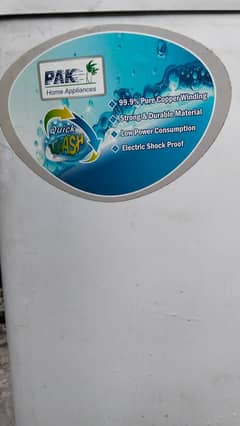 PAK
Home Appliances
Quick
WASH
99.9% Pure Copper Winding
Strong & Durable Material
Low Power Consumption
Electric Shock Proof